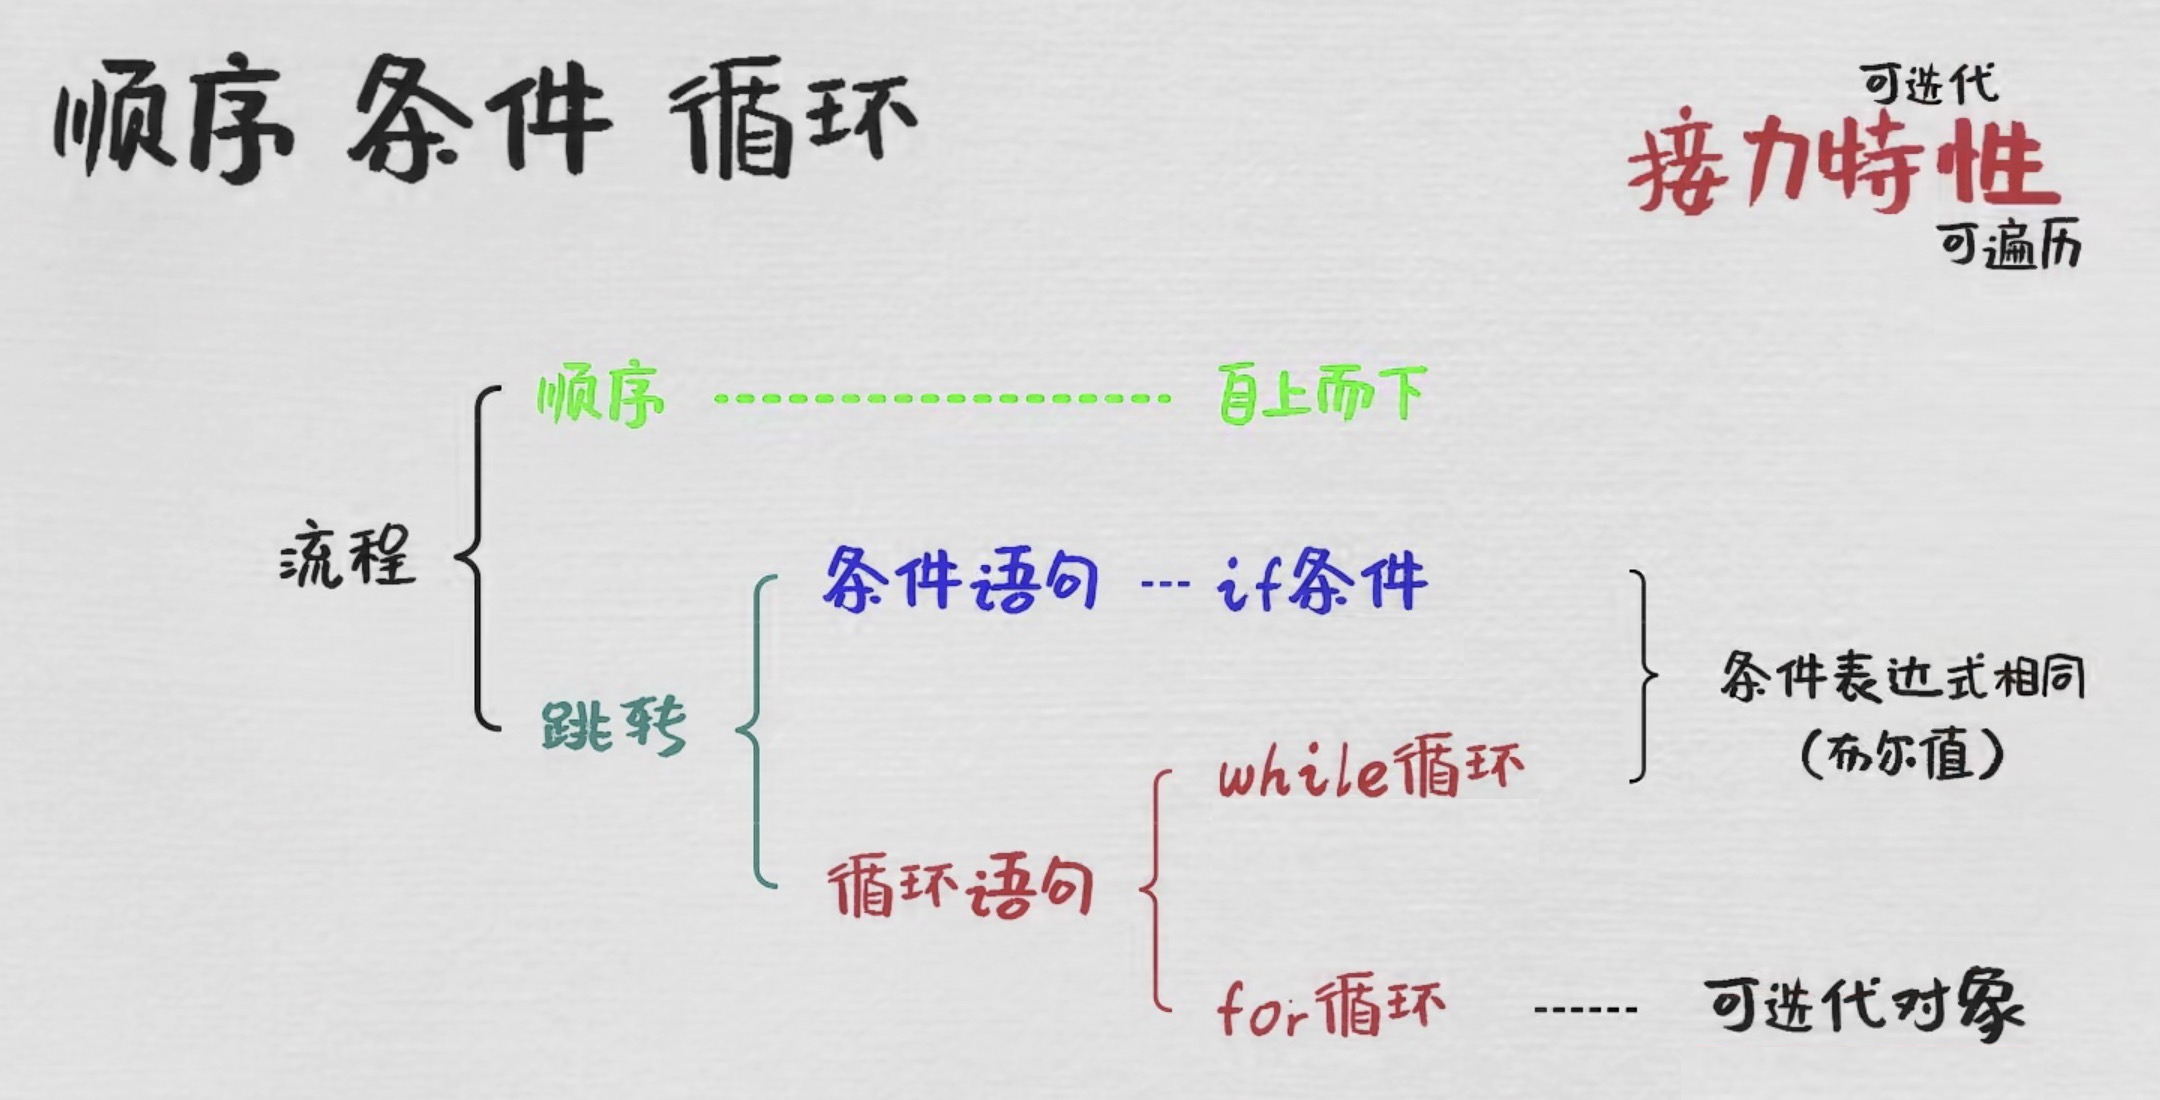 顺序 条件 循环
可迭代
接力特性
可遍历
顺序 自上而下
流程
条件语句 if条件
跳转
条件表达式相同
(布尔值)
while循环
循环语句
for循环 可迭代对象